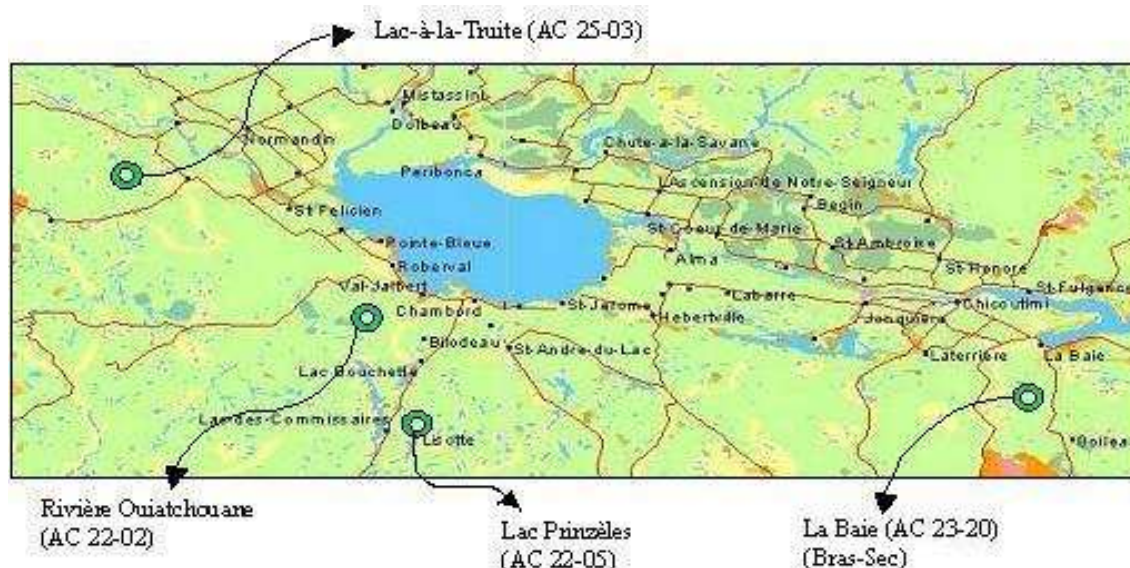 Lac-à-la-Truite (AC 25-03)
Mistassini
Dolbeau
Normandin
Chute-a-la-Savane
Peribonca
L'Ascension-de-Notre-Seigneur
Begin
St Felicien
St-Coeur-de-Marie
St-Ambroise
Pointe-Bleue
Alma
Roberval
St-Honore
Val-Jalbert
St-Fulgence
Labarre
Chicoutimi
Chambord
St-Jerome
Hebertville
Jonquiere
Bilodeau
St-Andre-du-Lac
Laterrière
La Baie
Lac Bouchette
Lac-des-Commissaires
Lisotte
Boilea
Rivière Ouiatchouane
(AC 22-02)
Lac Prinzèles
(AC 22-05)
La Baie (AC 23-20)
(Bras-Sec)